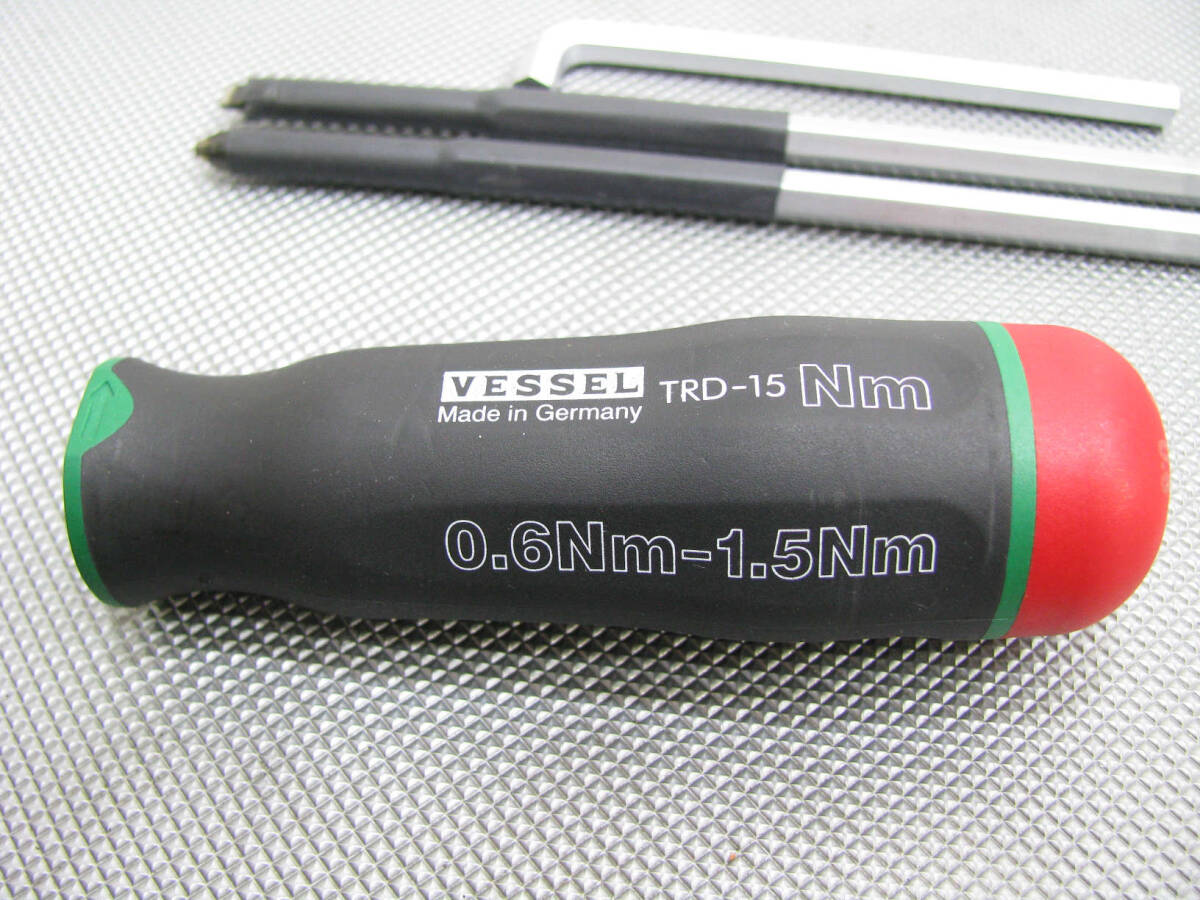 VESSEL TRD-15 Nm
Made in Germany
0.6Nm-1.5Nm